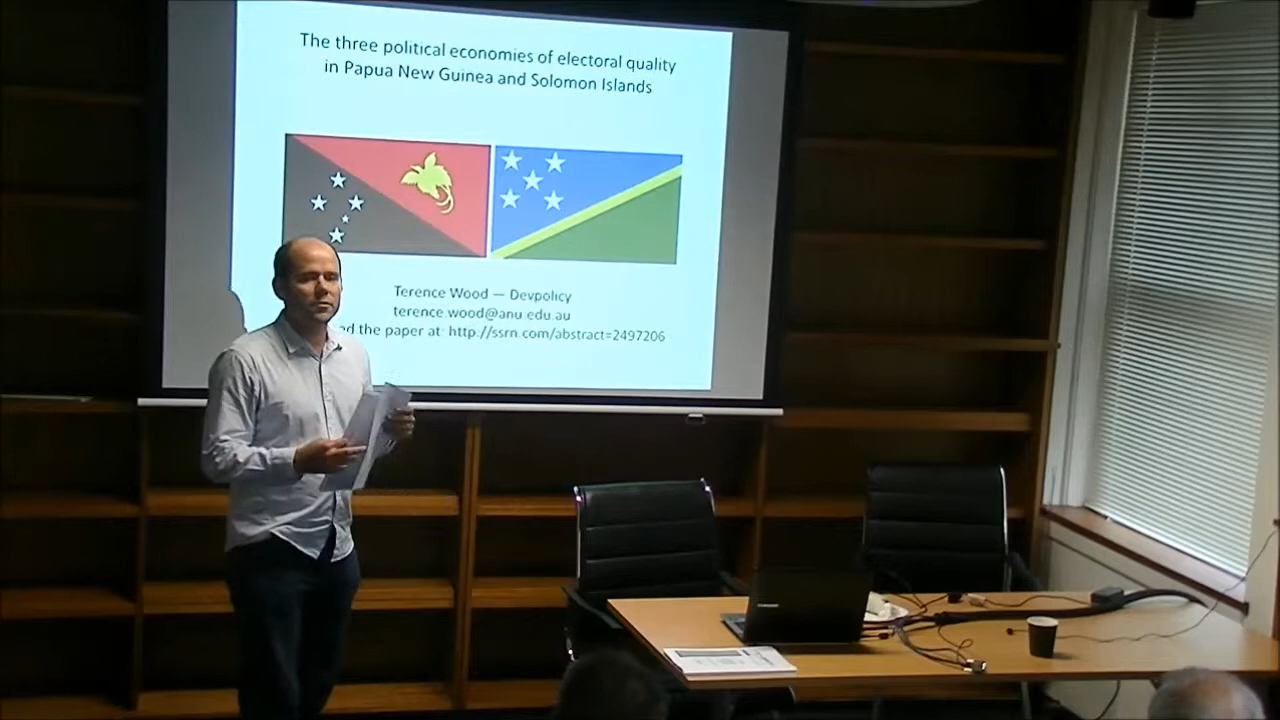 The three political economies of electoral quality
in Papua New Guinea and Solomon Islands
Terence Wood — Devpolicy
terence.wood@anu.edu.au
ad the paper at: http://ssrn.com/abstract=2497206